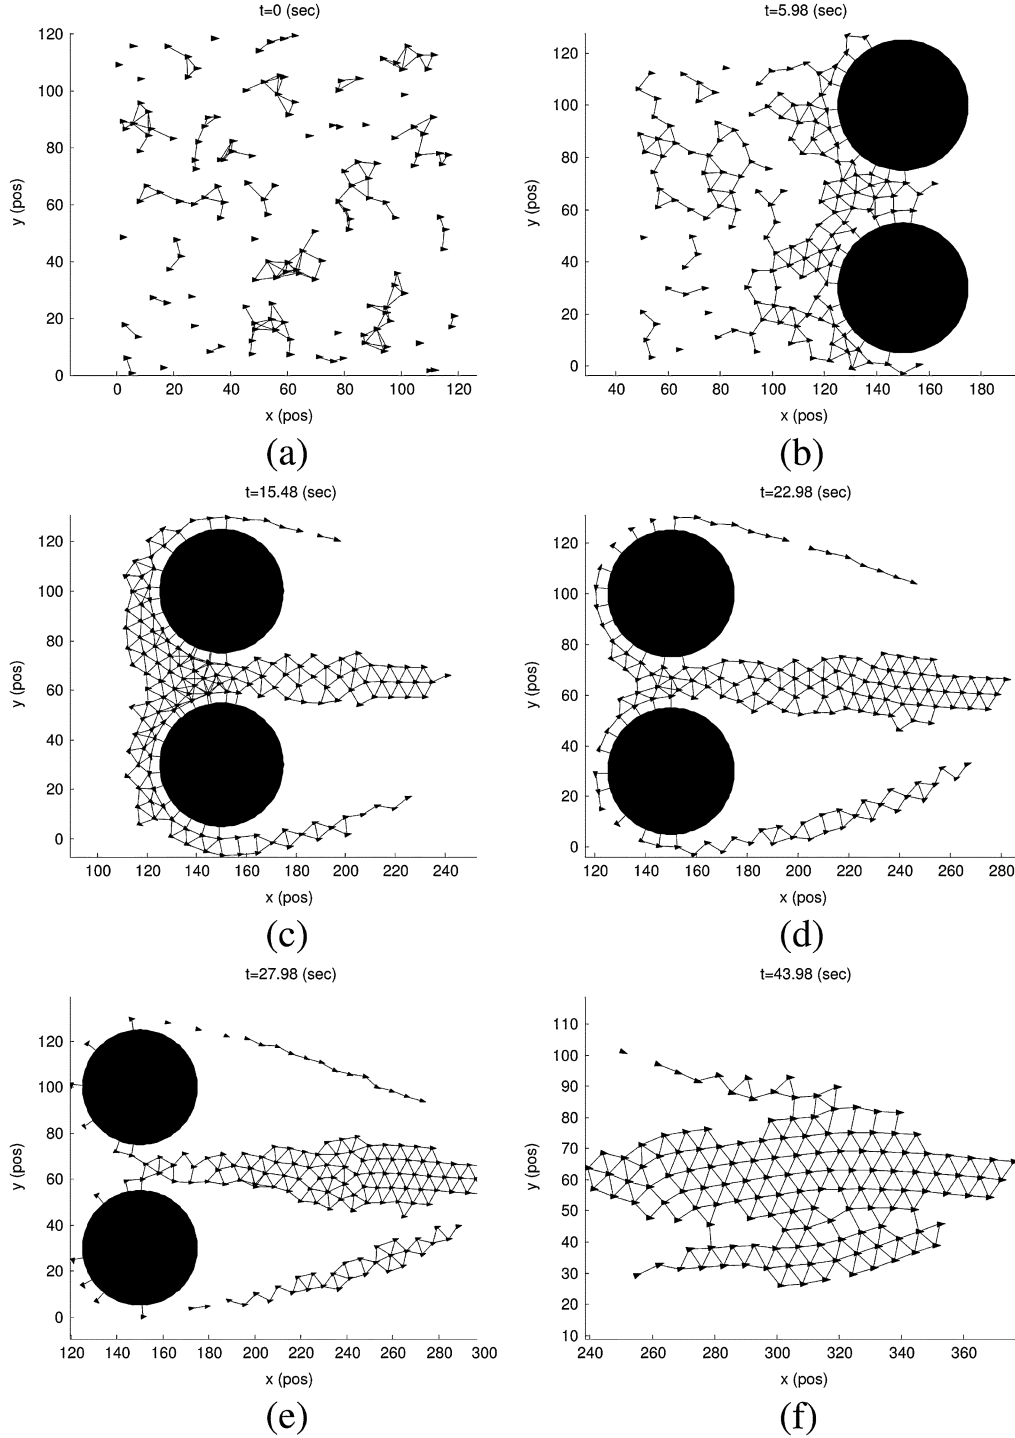 t=0 (sec)
120
100
80
60
40
20
0
y (pos)
0 20 40 60 80 100 120
x (pos)
(a)
t=5.98 (sec)
120
100
80
60
40
20
0
y (pos)
40 60 80 100 120 140 160 180
x (pos)
(b)
t=15.48 (sec)
120
100
80
60
40
20
0
y (pos)
100 120 140 160 180 200 220 240
x (pos)
(c)
t=22.98 (sec)
120
100
80
60
40
20
0
y (pos)
120 140 160 180 200 220 240 260 280
x (pos)
(d)
t=27.98 (sec)
120
100
80
60
40
20
0
y (pos)
120 140 160 180 200 220 240 260 280 300
x (pos)
(e)
t=43.98 (sec)
110
100
90
80
70
60
50
40
30
20
10
y (pos)
240 260 280 300 320 340 360
x (pos)
(f)